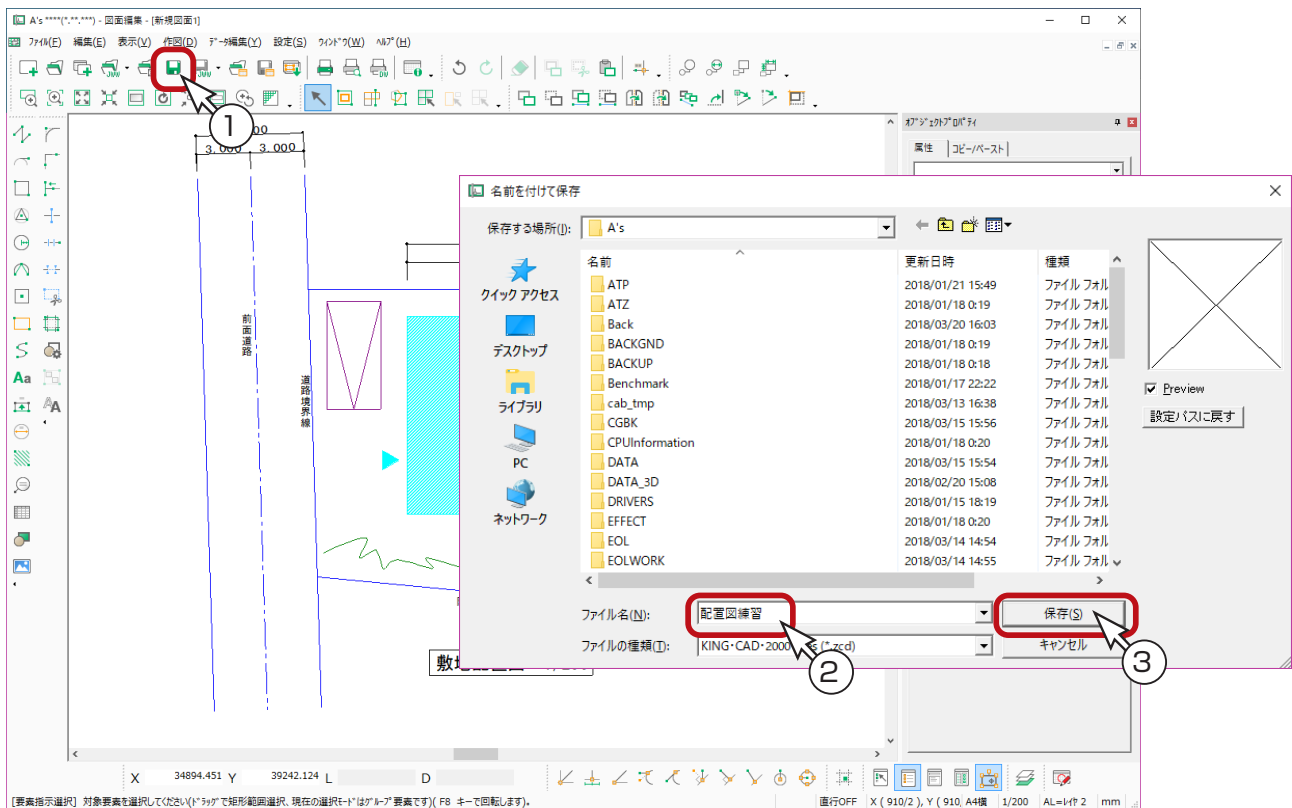 A's ****(*.**.***) - 図面編集 - [新規図面1]
ﾌｧｲﾙ(F) 編集(E) 表示(V) 作図(D) ﾃﾞｰﾀ編集(Y) 設定(S) ｳｨﾝﾄﾞｳ(W) ﾍﾙﾌﾟ(H)
JWW
JWW
DV
1
00
3.000 3.000
前面道路
道路境界線
ｵﾌﾞｼﾞｪｸﾄﾌﾟﾛﾊﾟﾃｨ
属性 ｺﾋﾟｰ/ﾍﾟｰｽﾄ
Aa
AA
名前を付けて保存
保存する場所(I): A's
クイック アクセス
デスクトップ
ライブラリ
PC
ネットワーク
名前 更新日時 種類
ATP 2018/01/21 15:49 ファイル フォル
ATZ 2018/01/18 0:19 ファイル フォル
Back 2018/03/20 16:03 ファイル フォル
BACKGND 2018/01/18 0:19 ファイル フォル
BACKUP 2018/01/18 0:18 ファイル フォル
Benchmark 2018/01/17 22:22 ファイル フォル
cab_tmp 2018/03/13 16:38 ファイル フォル
CGBK 2018/03/15 15:56 ファイル フォル
CPUInformation 2018/01/18 0:20 ファイル フォル
DATA 2018/03/15 15:54 ファイル フォル
DATA_3D 2018/02/20 15:08 ファイル フォル
DRIVERS 2018/01/15 18:19 ファイル フォル
EFFECT 2018/01/18 0:20 ファイル フォル
EOL 2018/03/14 14:54 ファイル フォル
EOLWORK 2018/03/14 14:55 ファイル フォル
Preview
設定パスに戻す
ファイル名(N): 配置図練習 保存(S)
ファイルの種類(T): KING・CAD・2000 s (*.zcd) キャンセル
2
3
X 34894.451 Y 39242.124 L D
[要素指示選択] 対象要素を選択してください(ﾄﾞﾗｯｸﾞで矩形範囲選択、現在の選択ﾓｰﾄﾞはｸﾞﾙｰﾌﾟ要素です)( F8 キーで回転します)。 直行OFF X ( 910/2 ), Y ( 910, A4横 1/200 AL=ﾚｲﾔ 2 mm